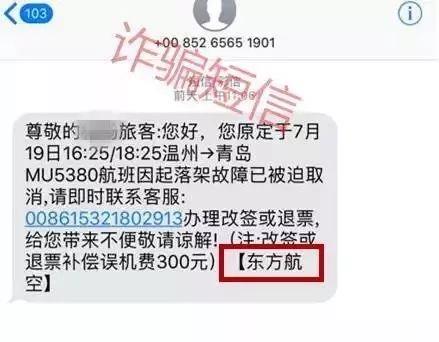 103
+00 852 6565 1901
诈骗短信
前天 上午11:06
尊敬的 旅客:您好，您原定于7月
19日16:25/18:25温州→青岛
MU5380航班因起落架故障已被迫取
消,请即时联系客服:
008615321802913办理改签或退票,
给您带来不便敬请谅解!(注:改签或
退票补偿误机费300元)【东方航
空】